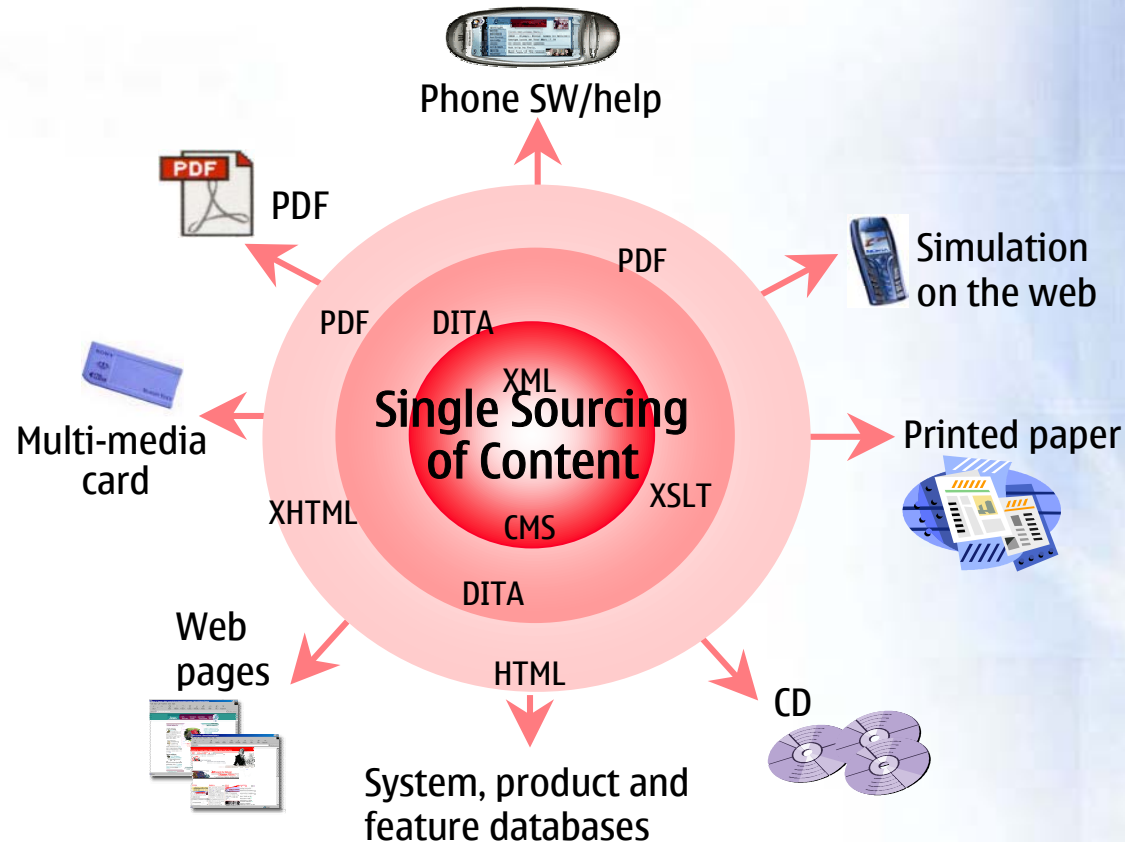 Phone SW/help
PDF
PDF
Simulation
on the web
PDF
PDF
DITA
Multi-media
card
XML
Single Sourcing
of Content
Printed paper
XHTML
XSLT
CMS
DITA
Web
pages
HTML
CD
System, product and
feature databases